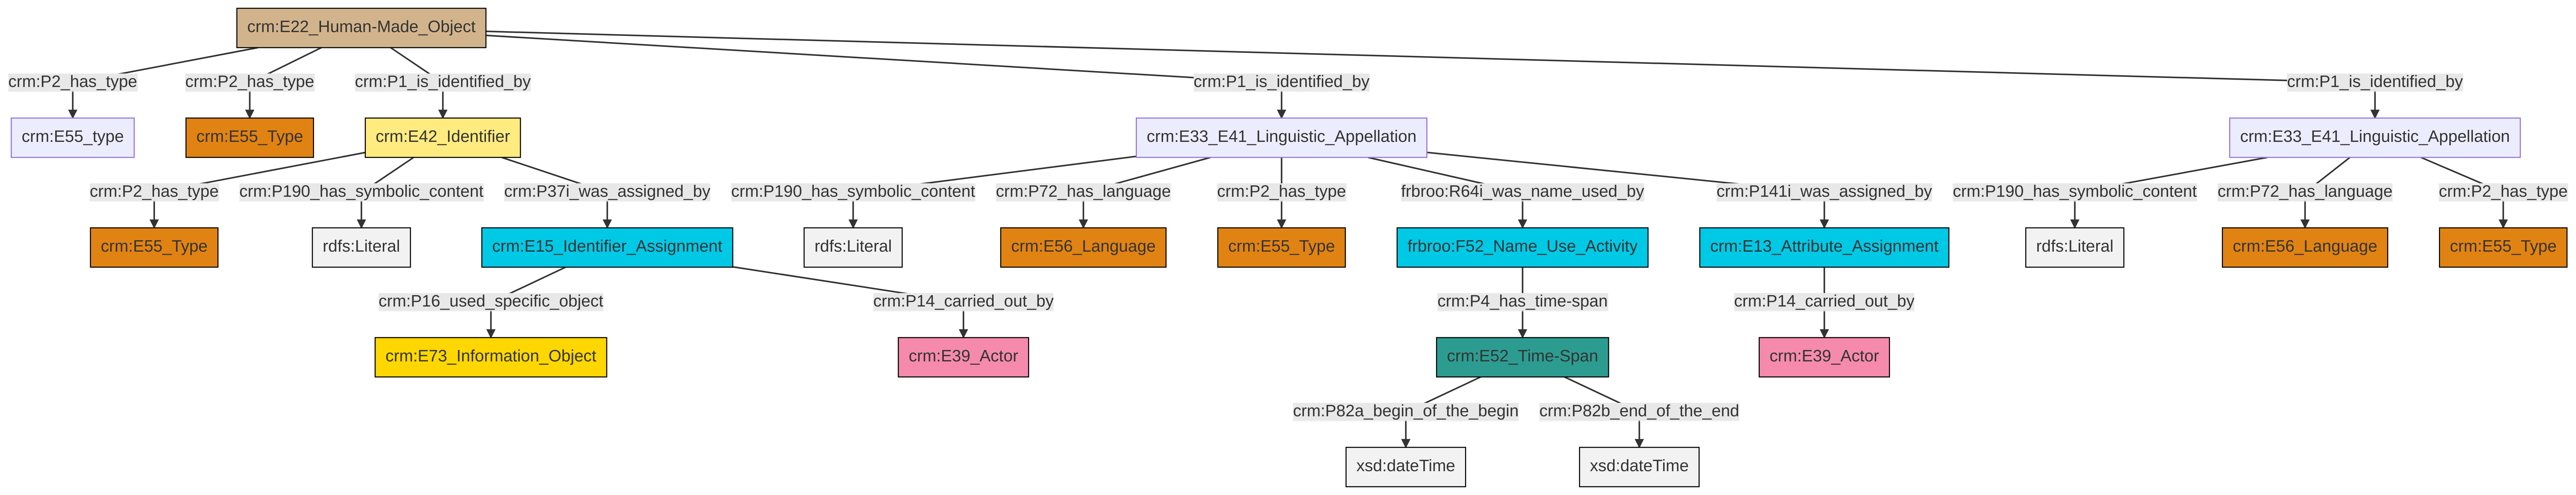 crm:E22_Human-Made_Object
crm:P2_has_type
crm:P2_has_type
crm:P1_is_identified_by
crm:P1_is_identified_by
crm:P1_is_identified_by
crm:E55_type
crm:E55_Type
crm:E42_Identifier
crm:E33_E41_Linguistic_Appellation
crm:E33_E41_Linguistic_Appellation
crm:P2_has_type
crm:P190_has_symbolic_content
crm:P37i_was_assigned_by
crm:P190_has_symbolic_content
crm:P72_has_language
crm:P2_has_type
frbroo:R64i_was_name_used_by
crm:P141i_was_assigned_by
crm:P190_has_symbolic_content
crm:P72_has_language
crm:P2_has_type
crm:E55_Type
rdfs:Literal
crm:E15_Identifier_Assignment
rdfs:Literal
crm:E56_Language
crm:E55_Type
frbroo:F52_Name_Use_Activity
crm:E13_Attribute_Assignment
rdfs:Literal
crm:E56_Language
crm:E55_Type
crm:P16_used_specific_object
crm:P14_carried_out_by
crm:P4_has_time-span
crm:P14_carried_out_by
crm:E73_Information_Object
crm:E39_Actor
crm:E52_Time-Span
crm:E39_Actor
crm:P82a_begin_of_the_begin
crm:P82b_end_of_the_end
xsd:dateTime
xsd:dateTime